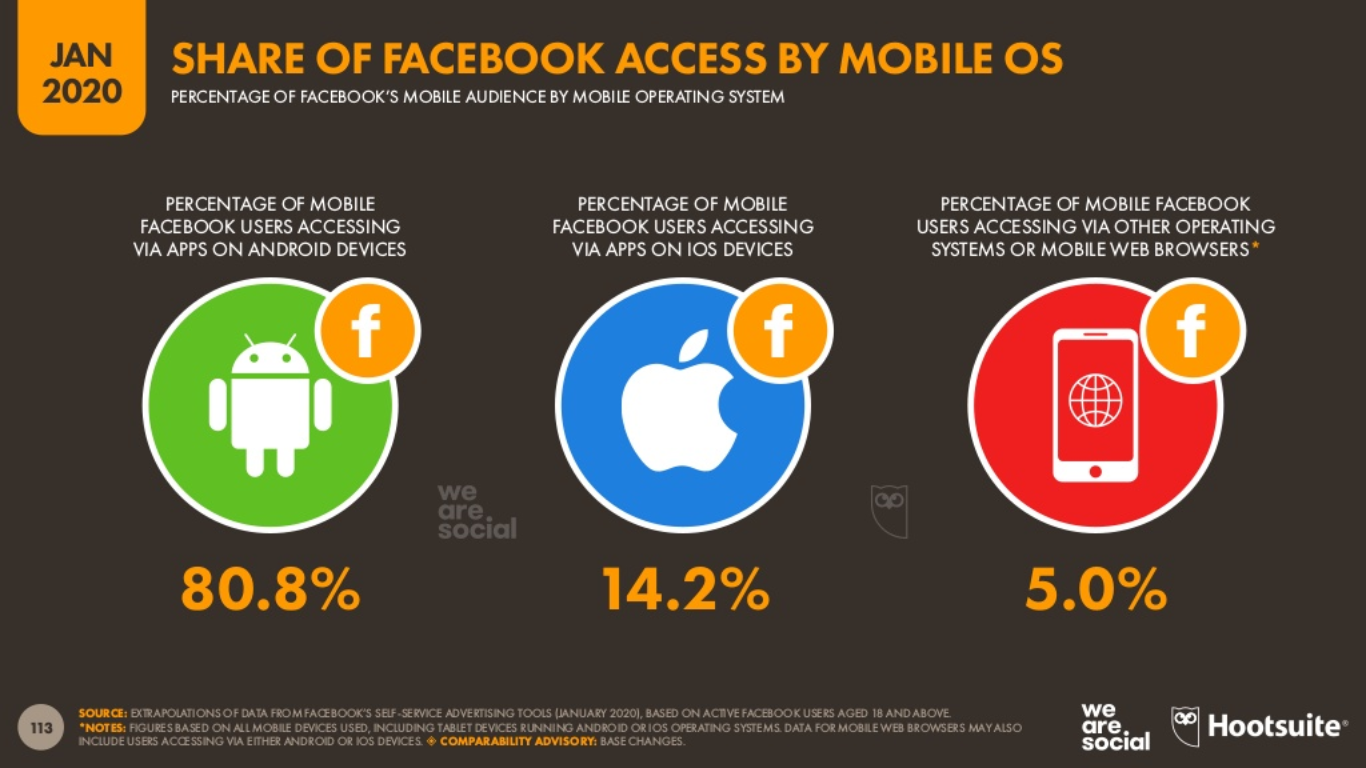 JAN
2020
SHARE OF FACEBOOK ACCESS BY MOBILE OS
PERCENTAGE OF FACEBOOK'S MOBILE AUDIENCE BY MOBILE OPERATING SYSTEM
PERCENTAGE OF MOBILE
FACEBOOK USERS ACCESSING
VIA APPS ON ANDROID DEVICES
f
80.8%
PERCENTAGE OF MOBILE
FACEBOOK USERS ACCESSING
VIA APPS ON IOS DEVICES
f
14.2%
PERCENTAGE OF MOBILE FACEBOOK
USERS ACCESSING VIA OTHER OPERATING
SYSTEMS OR MOBILE WEB BROWSERS*
f
5.0%
we
are
social
113
SOURCE: EXTRAPOLATIONS OF DATA FROM FACEBOOK'S SELF-SERVICE ADVERTISING TOOLS (JANUARY 2020), BASED ON ACTIVE FACEBOOK USERS AGED 18 AND ABOVE.
*NOTES: FIGURES BASED ON ALL MOBILE DEVICES USED, INCLUDING TABLET DEVICES RUNNING ANDROID OR IOS OPERATING SYSTEMS. DATA FOR MOBILE WEB BROWSERS MAY ALSO
INCLUDE USERS ACCESSING VIA EITHER ANDROID OR IOS DEVICES. ◈ COMPARABILITY ADVISORY: BASE CHANGES.
we
are
social
Hootsuite®